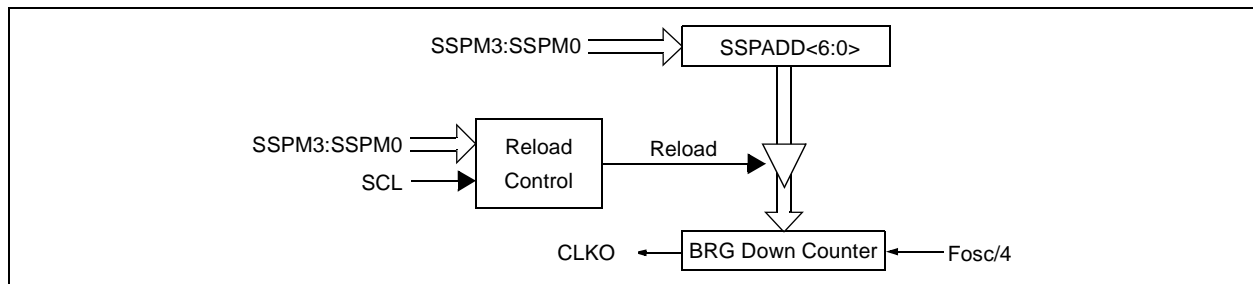 SSPM3:SSPM0
SSPADD<6:0>
SSPM3:SSPM0
SCL
Reload
Control
Reload
CLKO
BRG Down Counter
Fosc/4